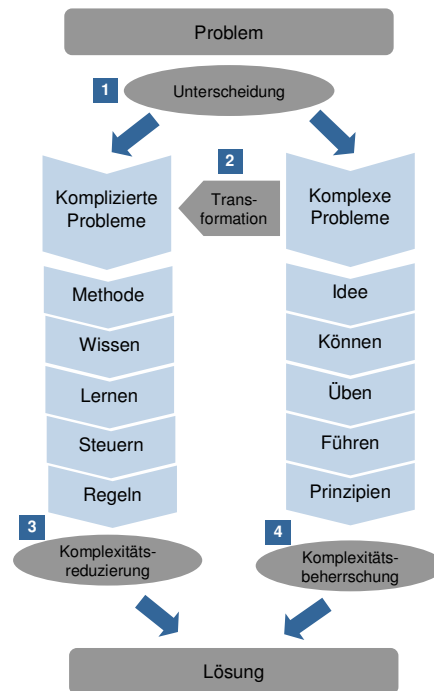 Problem
1
Unterscheidung
2
Komplizierte
Probleme
Trans-
formation
Komplexe
Probleme
Methode
Wissen
Lernen
Steuern
Regeln
Idee
Können
Üben
Führen
Prinzipien
3
Komplexitäts-
reduzierung
4
Komplexitäts-
beherrschung
Lösung